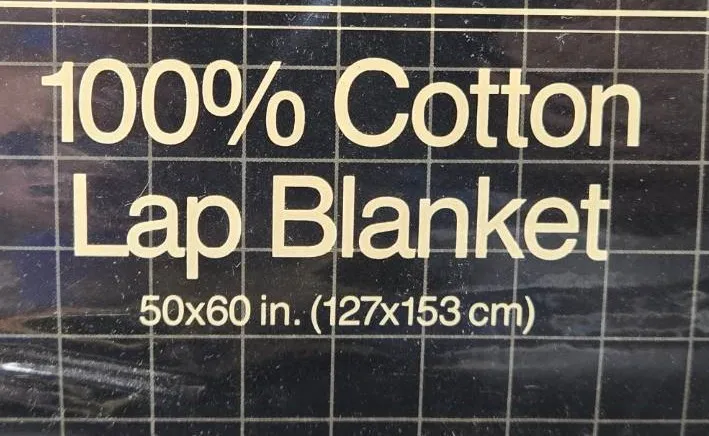 100% Cotton
Lap Blanket
50x60 in. (127x153 cm)